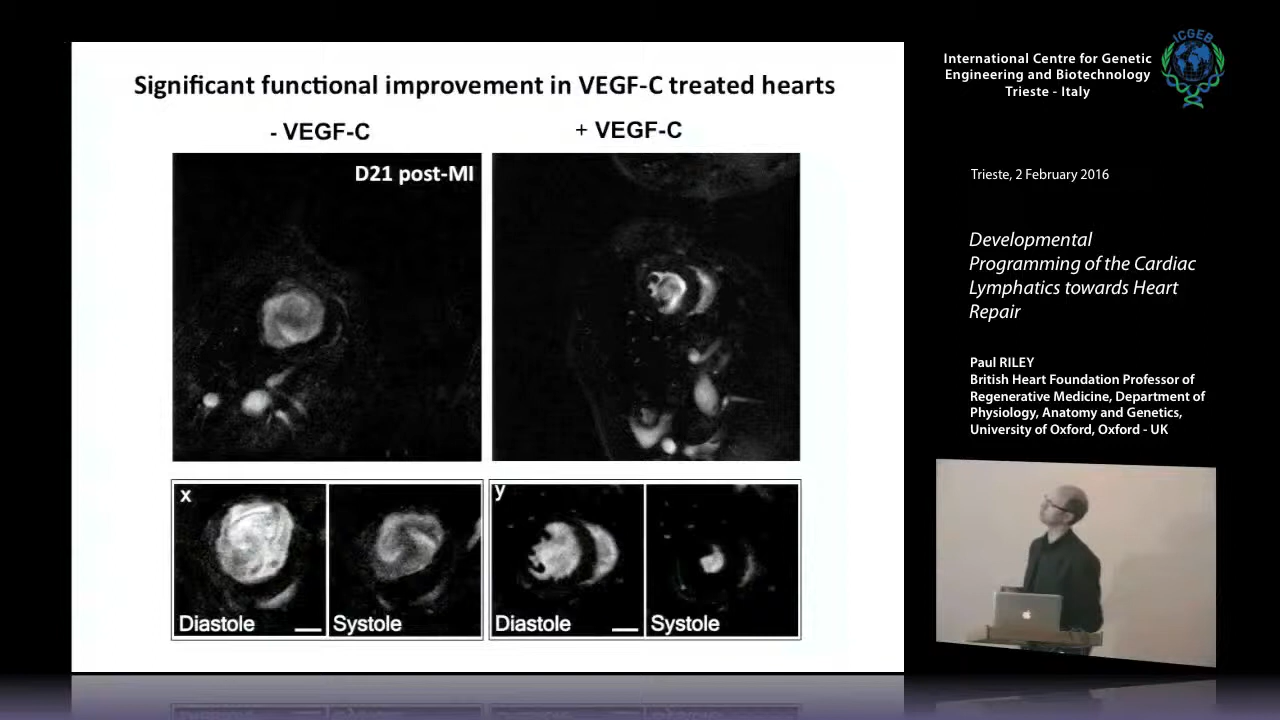 Significant functional improvement in VEGF-C treated hearts
- VEGF-C
+ VEGF-C
D21 post-MI
x
y
Diastole
Systole
Diastole
Systole
International Centre for Genetic
Engineering and Biotechnology
Trieste - Italy
ICGEB
Trieste, 2 February 2016
Developmental
Programming of the Cardiac
Lymphatics towards Heart
Repair
Paul RILEY
British Heart Foundation Professor of
Regenerative Medicine, Department of
Physiology, Anatomy and Genetics,
University of Oxford, Oxford - UK